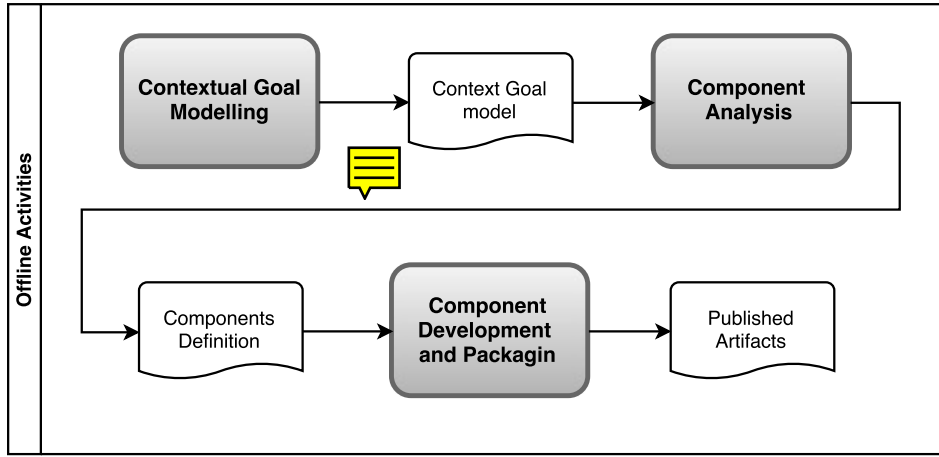 Offline Activities
Contextual Goal
Modelling
Context Goal
model
Component
Analysis
Components
Definition
Component
Development
and Packagin
Published
Artifacts